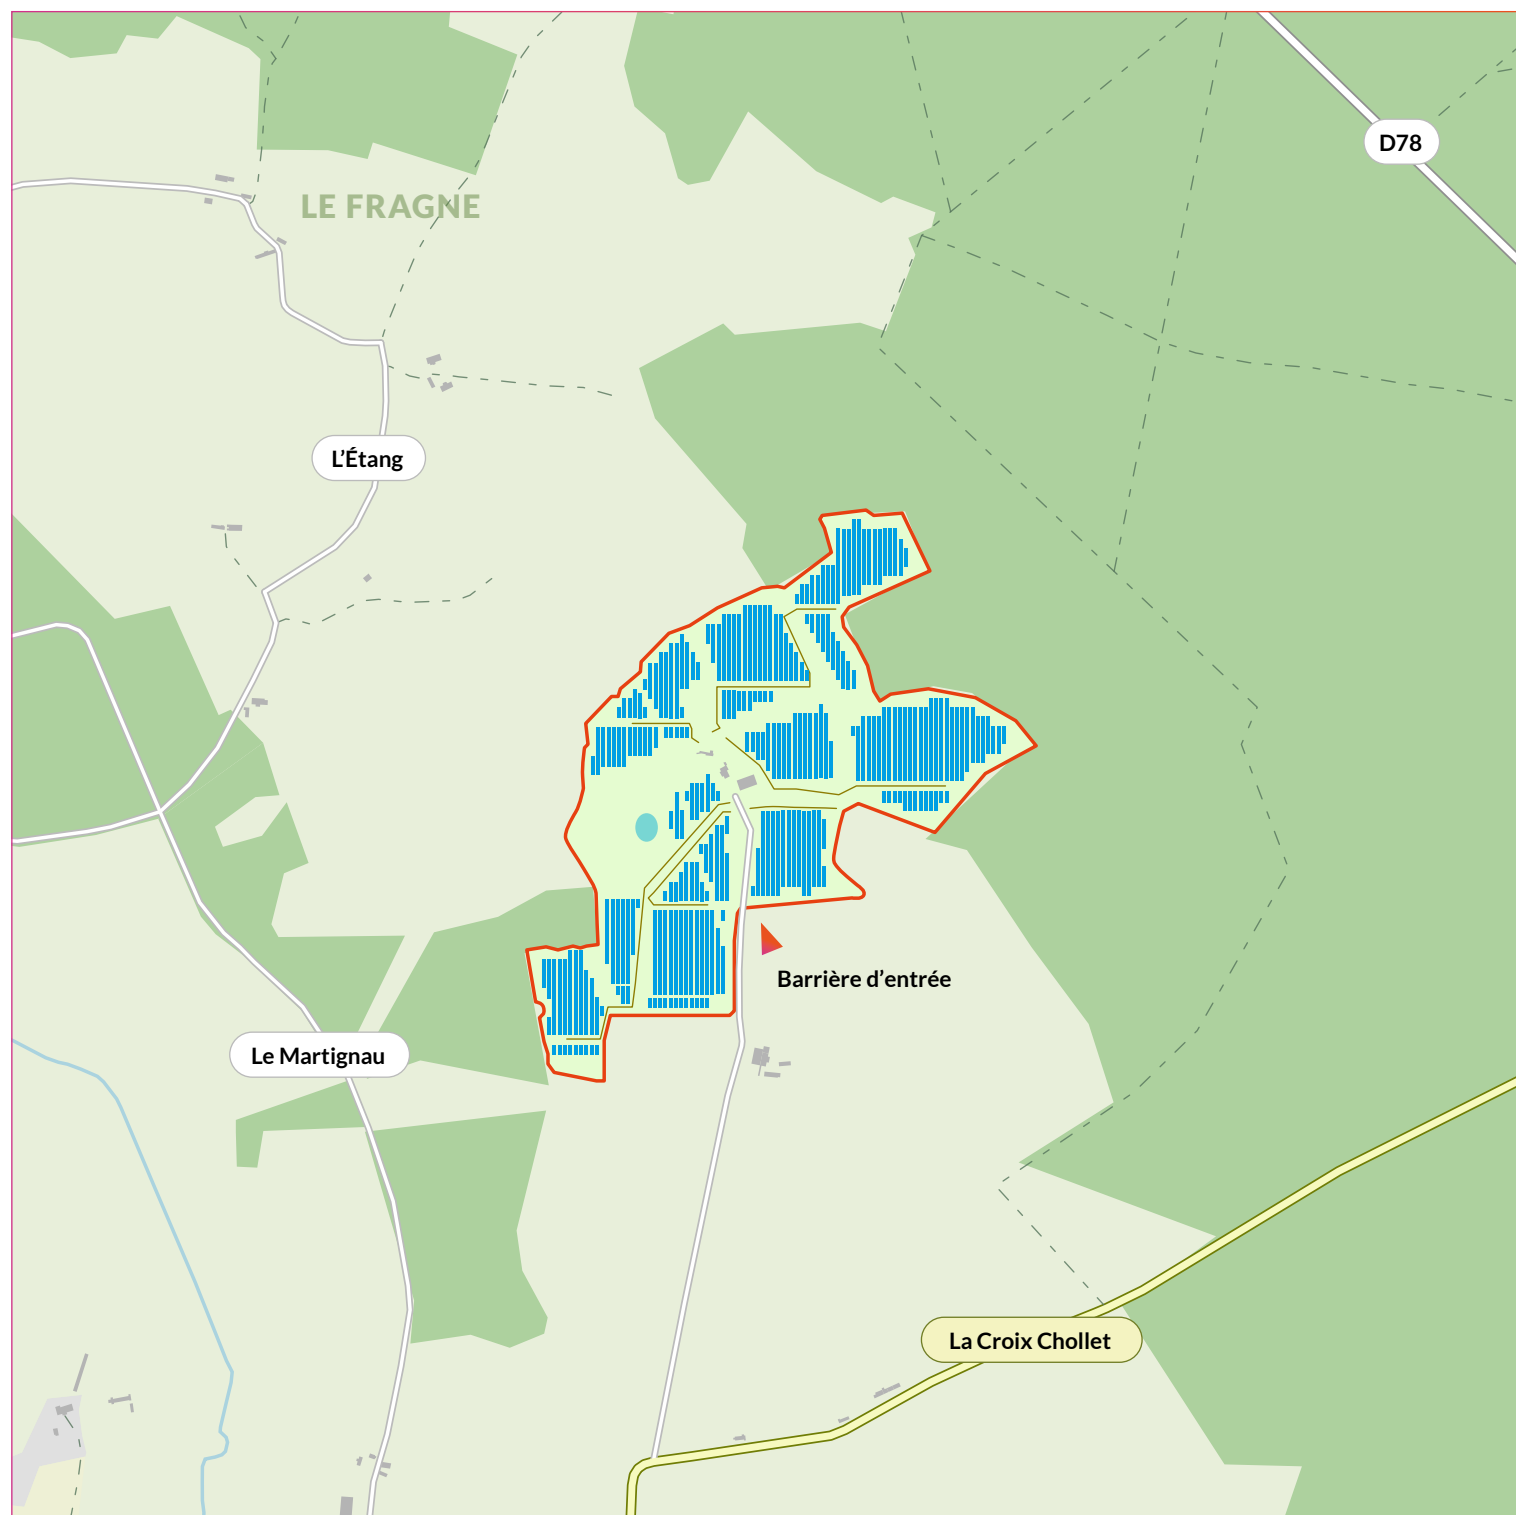 D78
LE FRAGNE
L’Étang
Barrière d’entrée
Le Martignau
La Croix Chollet